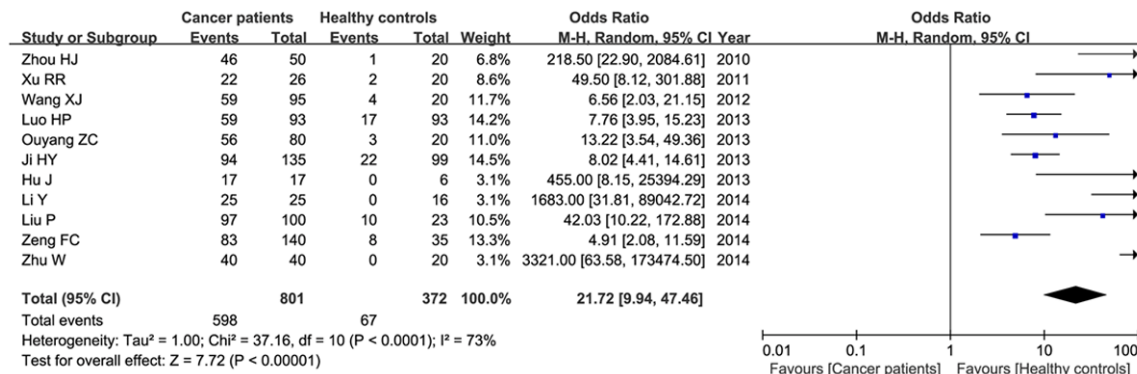 Cancer patients Healthy controls Odds Ratio Odds Ratio
Study or Subgroup Events Total Events Total Weight M-H, Random, 95% CI Year M-H, Random, 95% CI
Zhou HJ 46 50 1 20 6.8% 218.50 [22.90, 2084.61] 2010
Xu RR 22 26 2 20 8.6% 49.50 [8.12, 301.88] 2011
Wang XJ 59 95 4 20 11.7% 6.56 [2.03, 21.15] 2012
Luo HP 59 93 17 93 14.2% 7.76 [3.95, 15.23] 2013
Ouyang ZC 56 80 3 20 11.0% 13.22 [3.54, 49.36] 2013
Ji HY 94 135 22 99 14.5% 8.02 [4.41, 14.61] 2013
Hu J 17 17 0 6 3.1% 455.00 [8.15, 25394.29] 2013
Li Y 25 25 0 16 3.1% 1683.00 [31.81, 89042.72] 2014
Liu P 97 100 10 23 10.5% 42.03 [10.22, 172.88] 2014
Zeng FC 83 140 8 35 13.3% 4.91 [2.08, 11.59] 2014
Zhu W 40 40 0 20 3.1% 3321.00 [63.58, 173474.50] 2014
Total (95% CI) 801 372 100.0% 21.72 [9.94, 47.46]
Total events 598 67
Heterogeneity: Tau² = 1.00; Chi² = 37.16, df = 10 (P < 0.0001); I² = 73%
Test for overall effect: Z = 7.72 (P < 0.00001)
0.01 0.1 1 10 100
Favours [Cancer patients] Favours [Healthy controls]